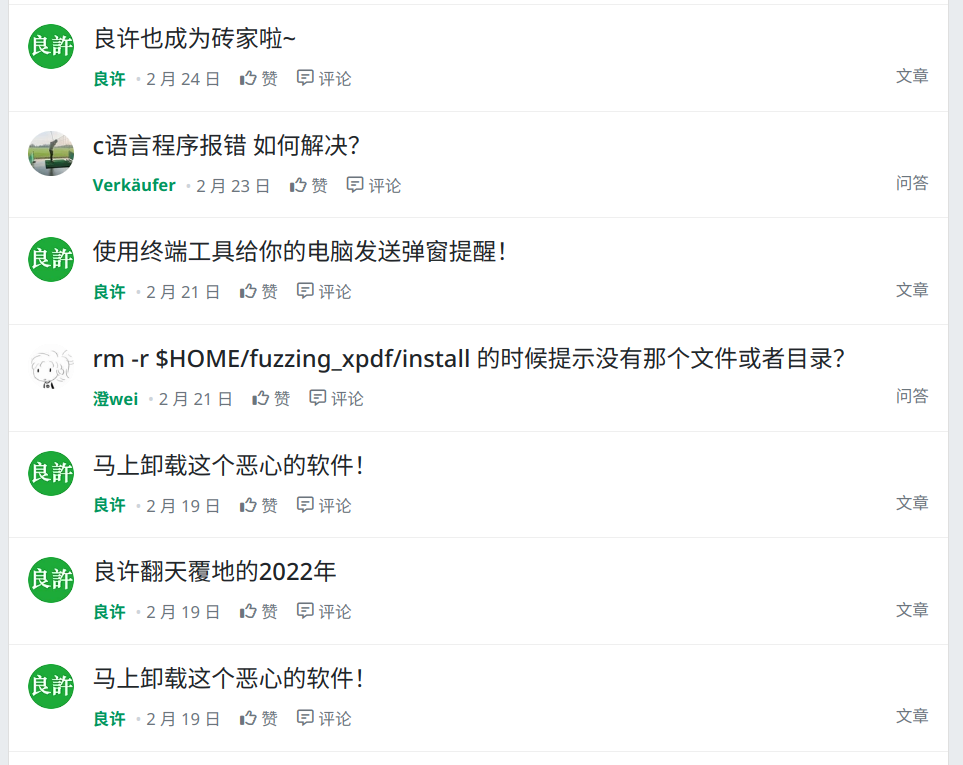 良许也成为砖家啦~
良許
良许 • 2 月 24 日 赞 评论 文章
c语言程序报错 如何解决？
Verkäufer • 2 月 23 日 赞 评论 问答
使用终端工具给你的电脑发送弹窗提醒！
良許
良许 • 2 月 21 日 赞 评论 文章
rm -r $HOME/fuzzing_xpdf/install 的时候提示没有那个文件或者目录？
澄wei • 2 月 21 日 赞 评论 问答
马上卸载这个恶心的软件！
良許
良许 • 2 月 19 日 赞 评论 文章
良许翻天覆地的2022年
良許
良许 • 2 月 19 日 赞 评论 文章
马上卸载这个恶心的软件！
良許
良许 • 2 月 19 日 赞 评论 文章